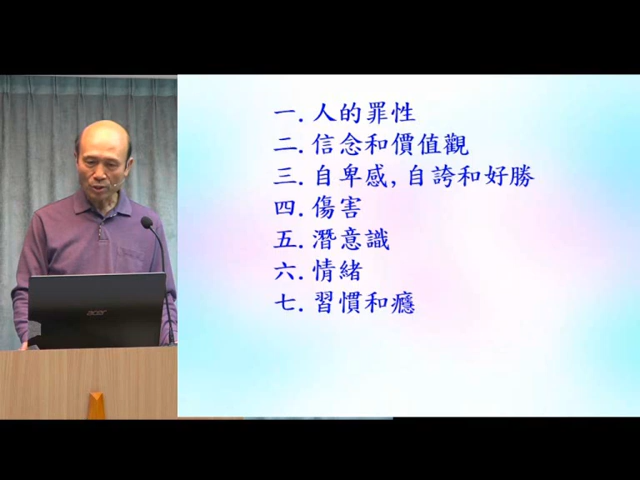 一. 人的罪性
二. 信念和價值觀
三. 自卑感, 自誇和好勝
四. 傷害
五. 潛意識
六. 情緒
七. 習慣和癮
acer